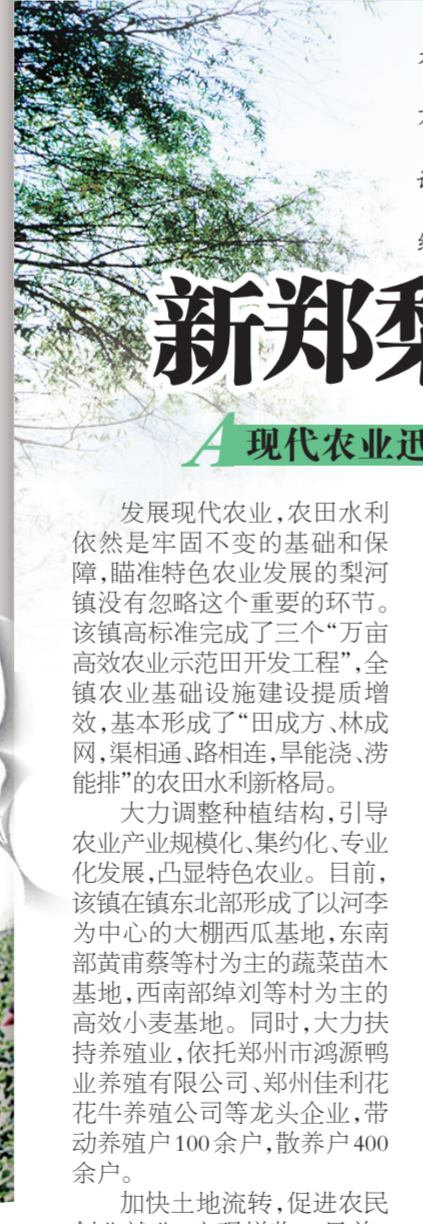 新郑梨
A 现代农业迅
发展现代农业,农田水利
依然是牢固不变的基础和保
障,瞄准特色农业发展的梨河
镇没有忽略这个重要的环节。
该镇高标准完成了三个“万亩
高效农业示范田开发工程”,全
镇农业基础设施建设提质增
效,基本形成了“田成方、林成
网,渠相通、路相连,旱能浇、涝
能排”的农田水利新格局。
大力调整种植结构,引导
农业产业规模化、集约化、专业
化发展,凸显特色农业。目前,
该镇在镇东北部形成了以河李
为中心的大棚西瓜基地,东南
部黄甫蔡等村为主的蔬菜苗木
基地,西南部绰刘等村为主的
高效小麦基地。同时,大力扶
持养殖业,依托郑州市鸿源鸭
业养殖有限公司、郑州佳利花
花牛养殖公司等龙头企业,带
动养殖户100余户,散养户400
余户。
加快土地流转,促进农民